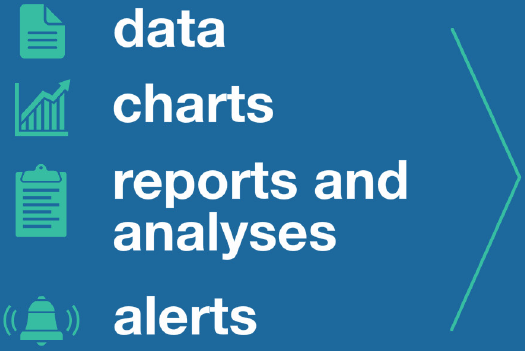 data
charts
reports and
analyses
alerts